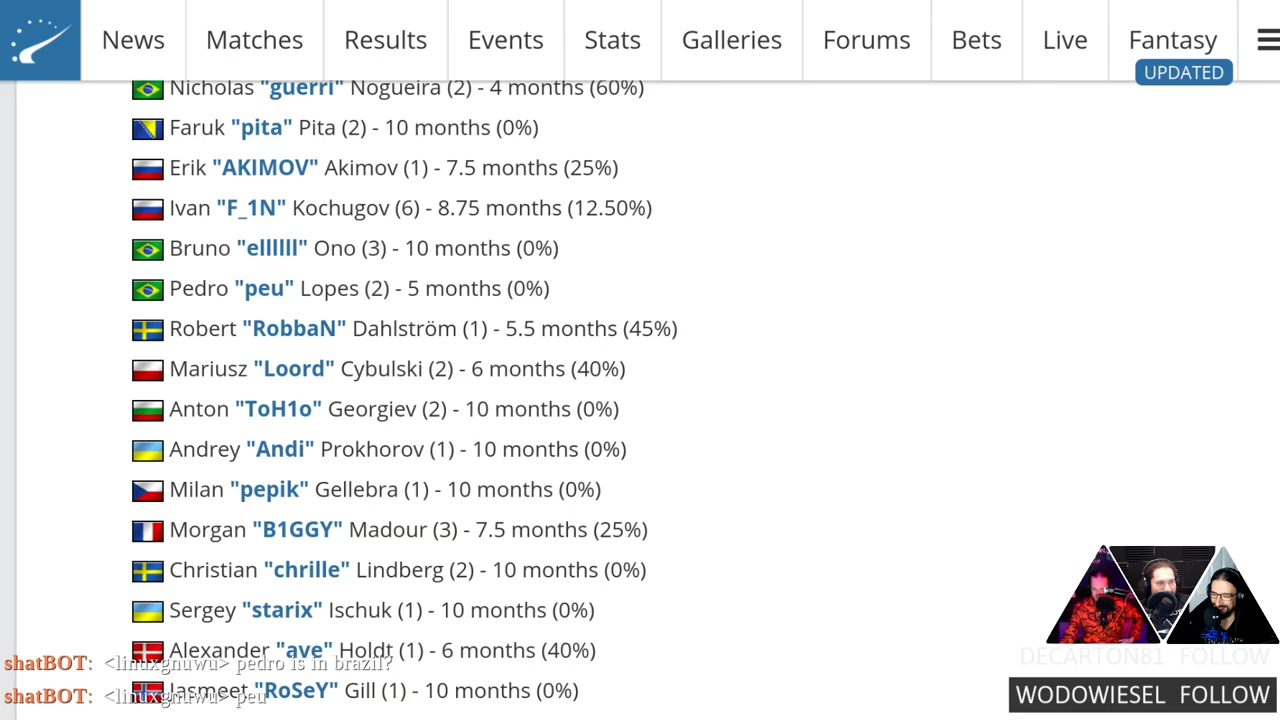 News Matches Results Events Stats Galleries Forums Bets Live Fantasy
UPDATED
Nicholas "guerri" Nogueira (2) - 4 months (60%)
Faruk "pita" Pita (2) - 10 months (0%)
Erik "AKIMOV" Akimov (1) - 7.5 months (25%)
Ivan "F_1N" Kochugov (6) - 8.75 months (12.50%)
Bruno "ellllll" Ono (3) - 10 months (0%)
Pedro "peu" Lopes (2) - 5 months (0%)
Robert "RobbaN" Dahlström (1) - 5.5 months (45%)
Mariusz "Loord" Cybulski (2) - 6 months (40%)
Anton "ToH1o" Georgiev (2) - 10 months (0%)
Andrey "Andi" Prokhorov (1) - 10 months (0%)
Milan "pepik" Gellebra (1) - 10 months (0%)
Morgan "B1GGY" Madour (3) - 7.5 months (25%)
Christian "chrille" Lindberg (2) - 10 months (0%)
Sergey "starix" Ischuk (1) - 10 months (0%)
Alexander "ave" Holdt (1) - 6 months (40%)
shatBOT: <linuxgnuwu> pedro is in brazil?
Jasmeet "RoSeY" Gill (1) - 10 months (0%)
shatBOT: <linuxgnuwu> peu
DECARTON81 FOLLOW
WODOWIESEL FOLLOW